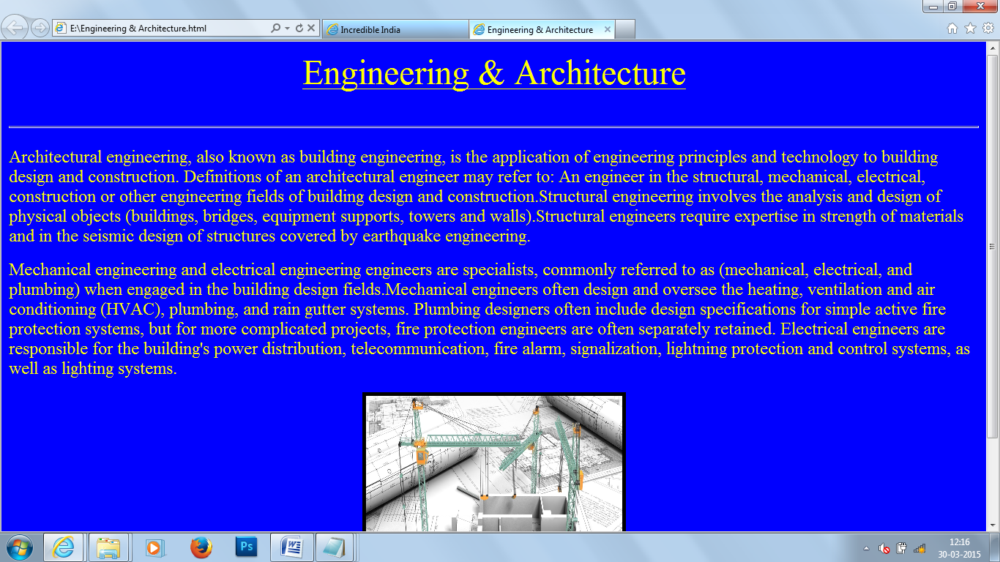 E:\Engineering & Architecture.html
Incredible India
Engineering & Architecture
Engineering & Architecture
Architectural engineering, also known as building engineering, is the application of engineering principles and technology to building
design and construction. Definitions of an architectural engineer may refer to: An engineer in the structural, mechanical, electrical,
construction or other engineering fields of building design and construction.Structural engineering involves the analysis and design of
physical objects (buildings, bridges, equipment supports, towers and walls).Structural engineers require expertise in strength of materials
and in the seismic design of structures covered by earthquake engineering.
Mechanical engineering and electrical engineering engineers are specialists, commonly referred to as (mechanical, electrical, and
plumbing) when engaged in the building design fields.Mechanical engineers often design and oversee the heating, ventilation and air
conditioning (HVAC), plumbing, and rain gutter systems. Plumbing designers often include design specifications for simple active fire
protection systems, but for more complicated projects, fire protection engineers are often separately retained. Electrical engineers are
responsible for the building's power distribution, telecommunication, fire alarm, signalization, lightning protection and control systems, as
well as lighting systems.
Ps
W
12:16
30-03-2015